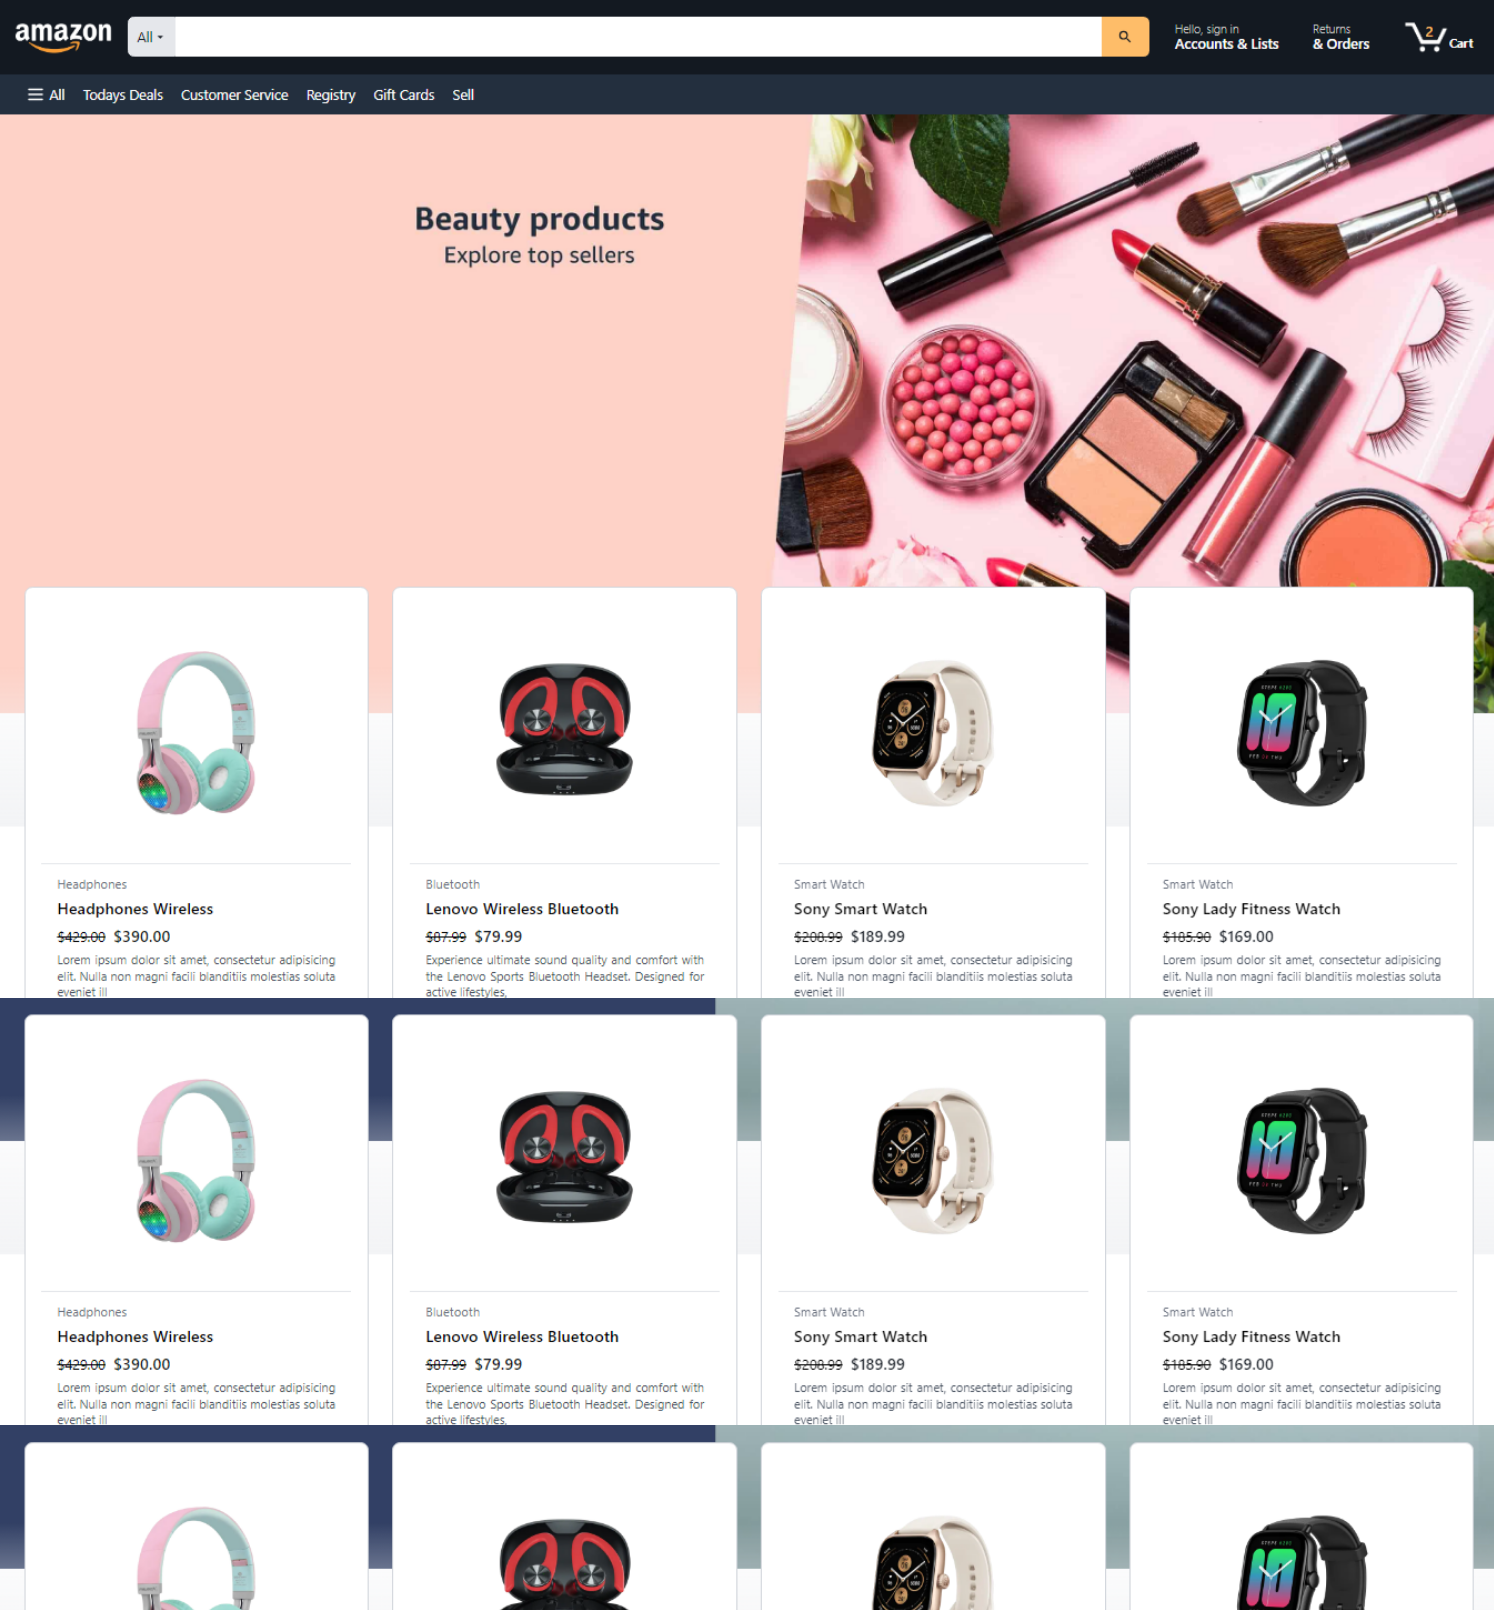 amazon
All
Hello, sign in
Accounts & Lists
Returns
& Orders
2
Cart
All
Todays Deals
Customer Service
Registry
Gift Cards
Sell
Beauty products
Explore top sellers
Headphones
Headphones Wireless
$429.00 $390.00
Lorem ipsum dolor sit amet, consectetur adipisicing
elit. Nulla non magni facili blanditiis molestias soluta
eveniet ill
Bluetooth
Lenovo Wireless Bluetooth
$87.99 $79.99
Experience ultimate sound quality and comfort with
the Lenovo Sports Bluetooth Headset. Designed for
active lifestyles,
Smart Watch
Sony Smart Watch
$208.99 $189.99
Lorem ipsum dolor sit amet, consectetur adipisicing
elit. Nulla non magni facili blanditiis molestias soluta
eveniet ill
Smart Watch
Sony Lady Fitness Watch
$185.90 $169.00
Lorem ipsum dolor sit amet, consectetur adipisicing
elit. Nulla non magni facili blanditiis molestias soluta
eveniet ill
Headphones
Headphones Wireless
$429.00 $390.00
Lorem ipsum dolor sit amet, consectetur adipisicing
elit. Nulla non magni facili blanditiis molestias soluta
eveniet ill
Bluetooth
Lenovo Wireless Bluetooth
$87.99 $79.99
Experience ultimate sound quality and comfort with
the Lenovo Sports Bluetooth Headset. Designed for
active lifestyles,
Smart Watch
Sony Smart Watch
$208.99 $189.99
Lorem ipsum dolor sit amet, consectetur adipisicing
elit. Nulla non magni facili blanditiis molestias soluta
eveniet ill
Smart Watch
Sony Lady Fitness Watch
$185.90 $169.00
Lorem ipsum dolor sit amet, consectetur adipisicing
elit. Nulla non magni facili blanditiis molestias soluta
eveniet ill